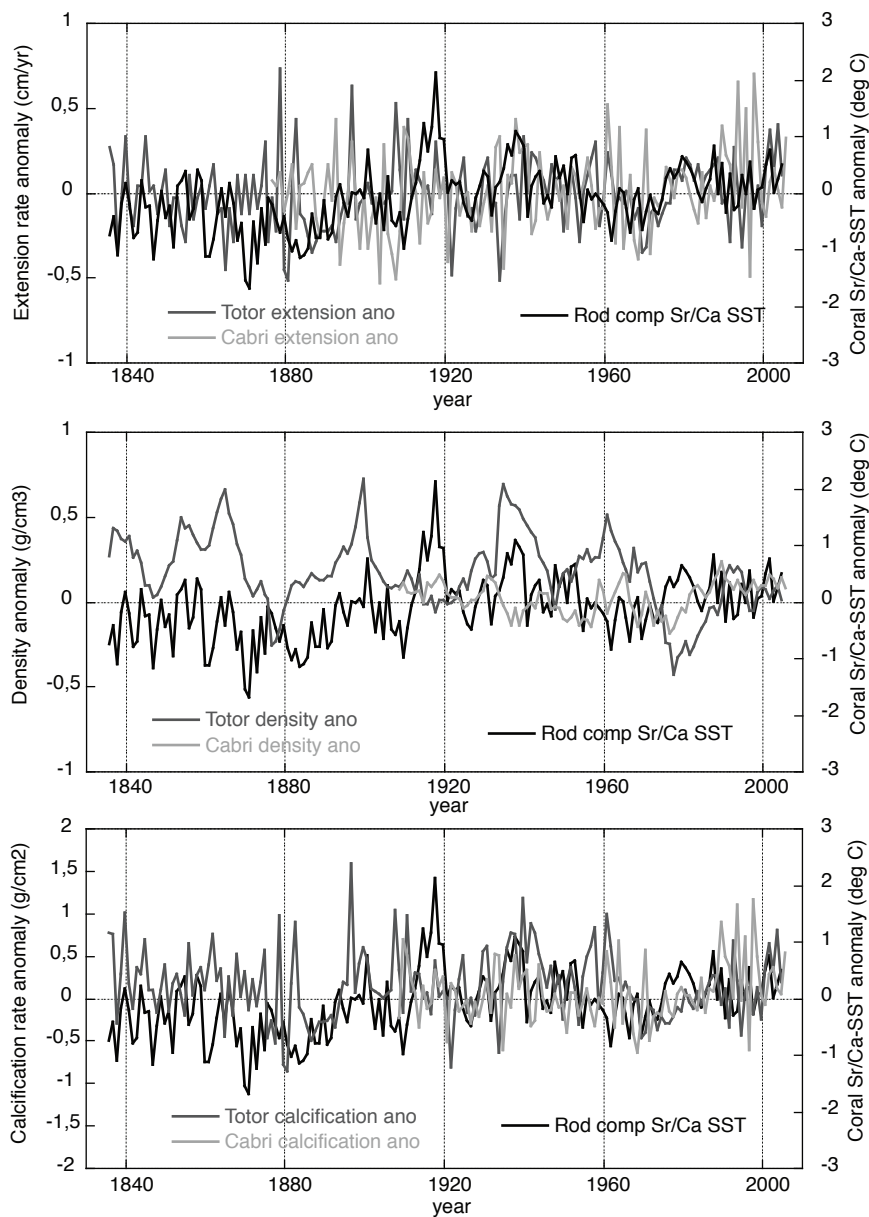 1
0,5
0
-0,5
-1
Extension rate anomaly (cm/yr)
3
2
1
0
-1
-2
-3
Coral Sr/Ca-SST anomaly (deg C)
Totor extension ano
Cabri extension ano
Rod comp Sr/Ca SST
1840 1880 1920 1960 2000
year
1
0,5
0
-0,5
-1
Density anomaly (g/cm3)
3
2
1
0
-1
-2
-3
Coral Sr/Ca-SST anomaly (deg C)
Totor density ano
Cabri density ano
Rod comp Sr/Ca SST
1840 1880 1920 1960 2000
year
2
1,5
1
0,5
0
-0,5
-1
-1,5
-2
Calcification rate anomaly (g/cm2)
3
2
1
0
-1
-2
-3
Coral Sr/Ca-SST anomaly (deg C)
Totor calcification ano
Cabri calcification ano
Rod comp Sr/Ca SST
1840 1880 1920 1960 2000
year